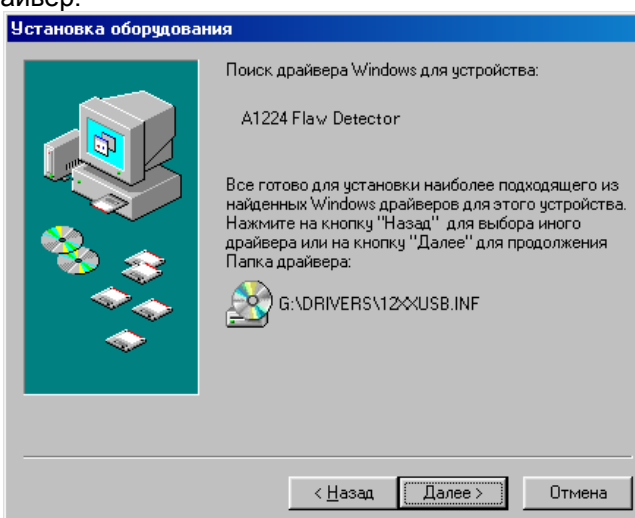 айвер.
Установка оборудования
Поиск драйвера Windows для устройства:
A1224 Flaw Detector
Все готово для установки наиболее подходящего из
найденных Windows драйверов для этого устройства.
Нажмите на кнопку "Назад" для выбора иного
драйвера или на кнопку "Далее" для продолжения
Папка драйвера:
G:\DRIVERS\12XXUSB.INF
< Назад
Далее >
Отмена